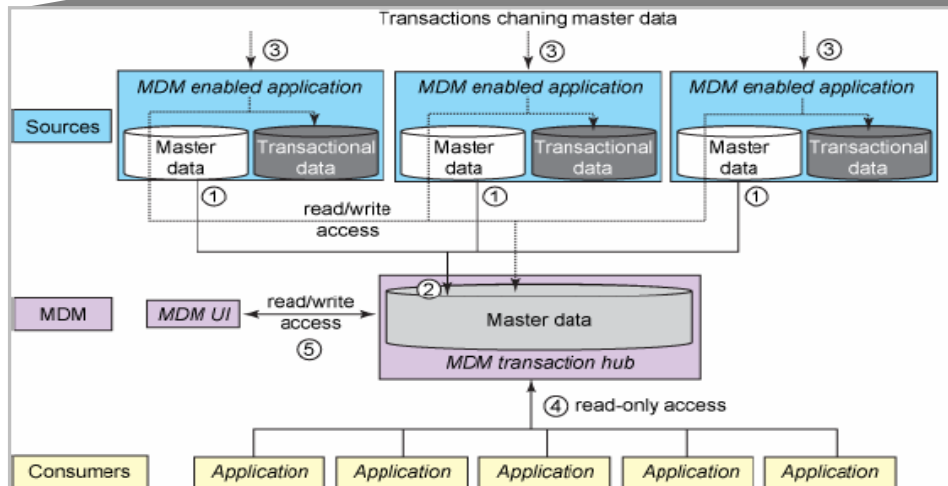 Transactions chaning master data
③ ③ ③
MDM enabled application MDM enabled application MDM enabled application
Sources
Master data Transactional data Master data Transactional data Master data Transactional data
① ① ①
read/write
access
MDM
MDM UI
read/write
access
⑤
②
Master data
MDM transaction hub
④ read-only access
Consumers
Application Application Application Application Application